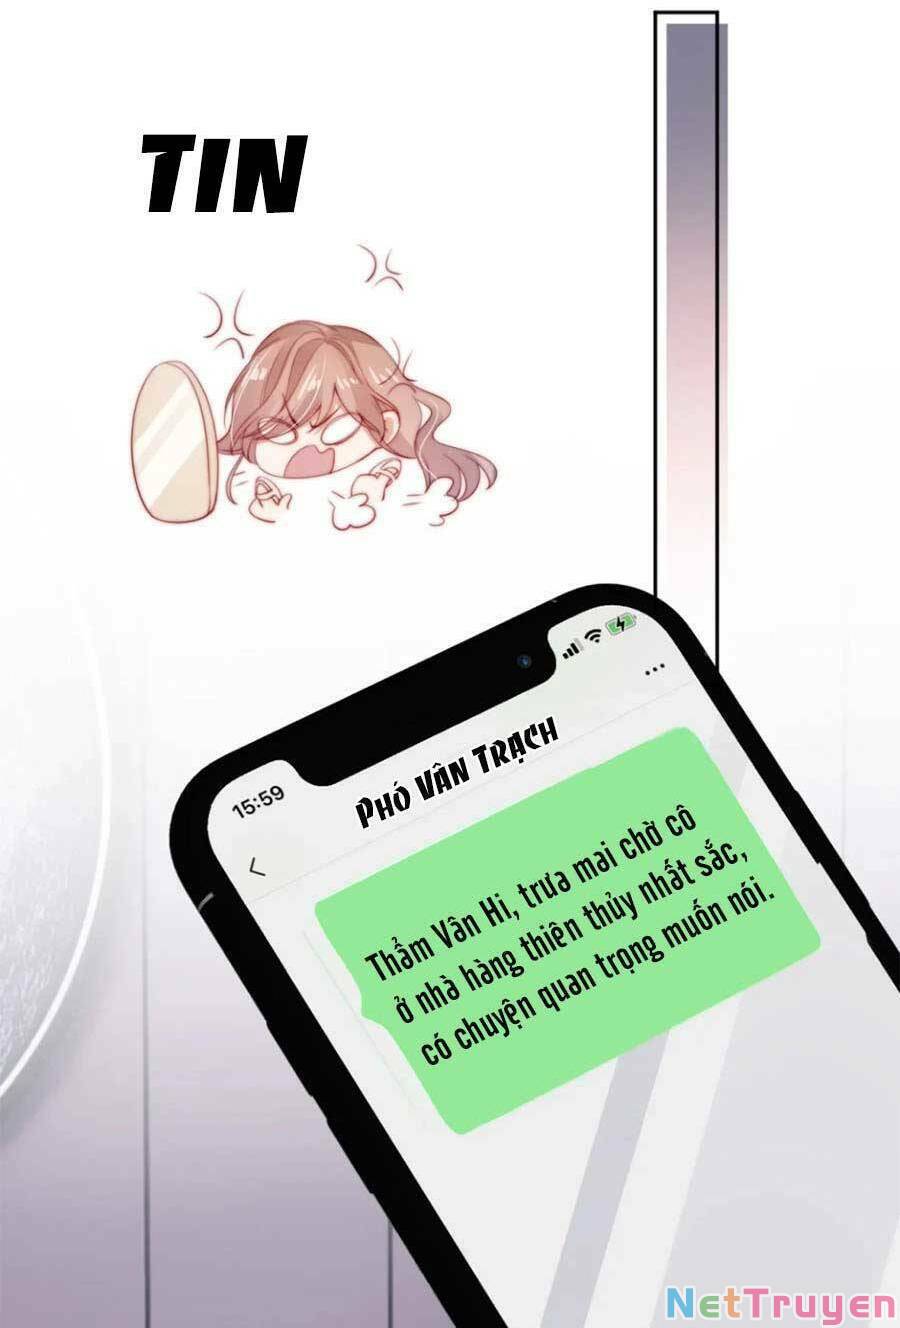 TIN
15:59
PHÓ VÂN TRẠCH
Thẩm Vân Hi, trưa mai chờ cô
ở nhà hàng thiên thủy nhất sắc,
có chuyện quan trọng muốn nói.
NETTRUYEN